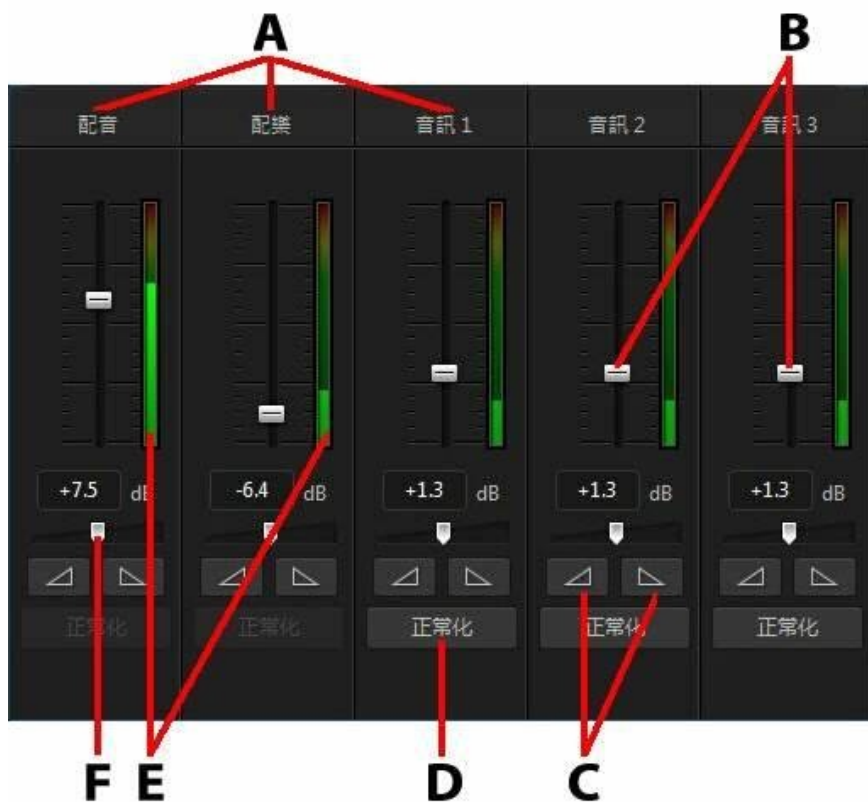 A B
配音 配樂 音訊 1 音訊 2 音訊 3
+7.5 dB -6.4 dB +1.3 dB +1.3 dB +1.3 dB
正常化 正常化 正常化 正常化 正常化
F E D C